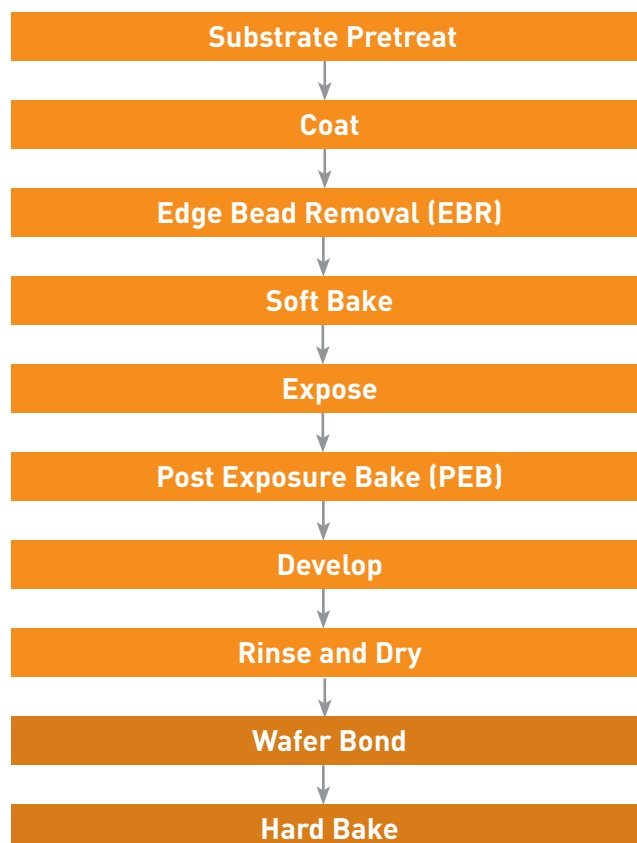 Substrate Pretreat
Coat
Edge Bead Removal (EBR)
Soft Bake
Expose
Post Exposure Bake (PEB)
Develop
Rinse and Dry
Wafer Bond
Hard Bake